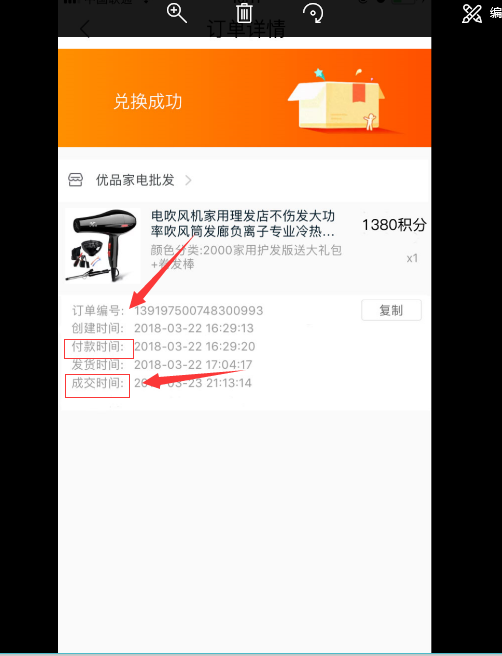 订单详情
编
兑换成功
优品家电批发
电吹风机家用理发店不伤发大功
率吹风筒发廊负离子专业冷热...
1380积分
颜色分类:2000家用护发版送大礼包
+卷发棒
x1
订单编号: 139197500748300993
复制
创建时间: 2018-03-22 16:29:13
付款时间: 2018-03-22 16:29:20
发货时间: 2018-03-22 17:04:17
成交时间: 2018-03-23 21:13:14